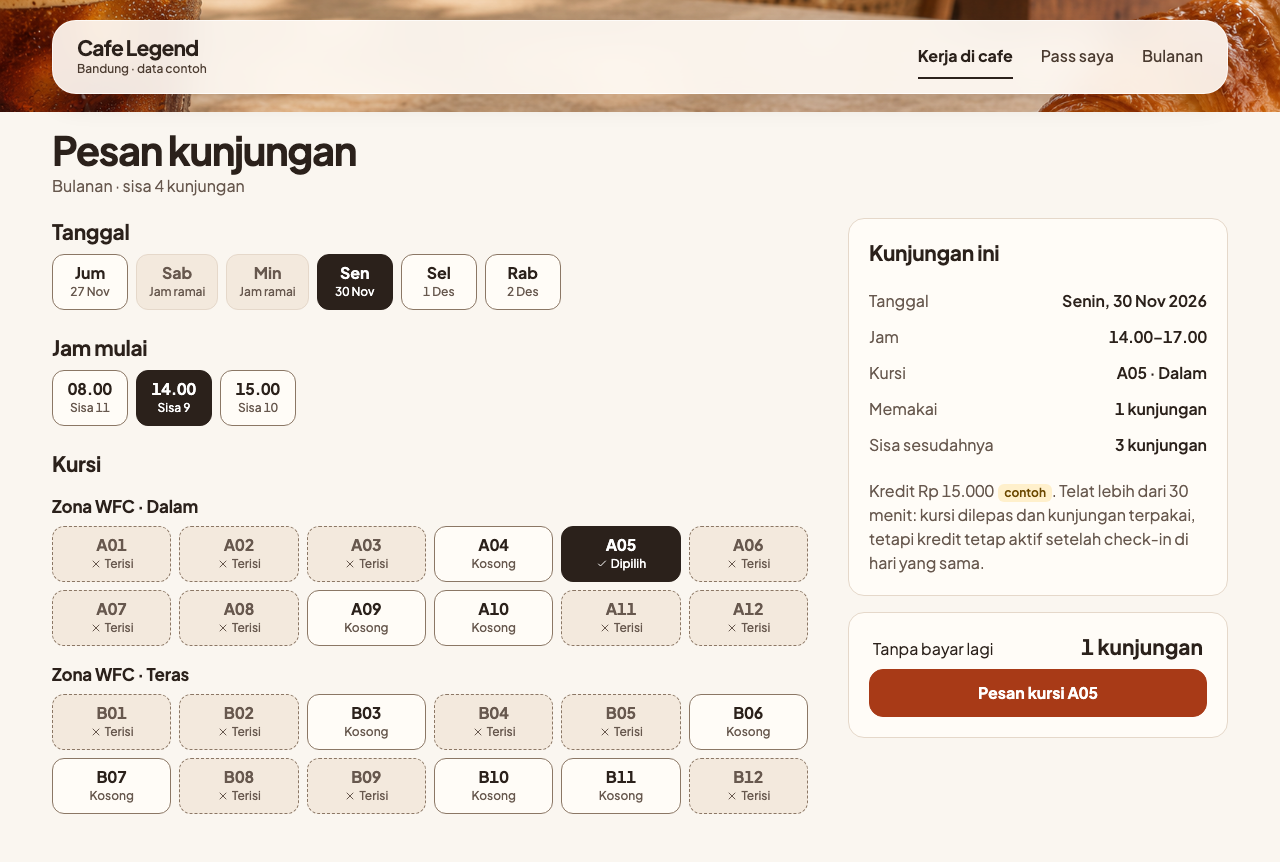 Cafe Legend
Bandung · data contoh
Kerja di cafe
Pass saya
Bulanan
Pesan kunjungan
Bulanan · sisa 4 kunjungan
Tanggal
Jum
27 Nov
Sab
Jam ramai
Min
Jam ramai
Sen
30 Nov
Sel
1 Des
Rab
2 Des
Jam mulai
08.00
Sisa 11
14.00
Sisa 9
15.00
Sisa 10
Kursi
Zona WFC · Dalam
A01
× Terisi
A02
× Terisi
A03
× Terisi
A04
Kosong
A05
✓ Dipilih
A06
× Terisi
A07
× Terisi
A08
× Terisi
A09
Kosong
A10
Kosong
A11
× Terisi
A12
× Terisi
Zona WFC · Teras
B01
× Terisi
B02
× Terisi
B03
Kosong
B04
× Terisi
B05
× Terisi
B06
Kosong
B07
Kosong
B08
× Terisi
B09
× Terisi
B10
Kosong
B11
Kosong
B12
× Terisi
Kunjungan ini
Tanggal Senin, 30 Nov 2026
Jam 14.00–17.00
Kursi A05 · Dalam
Memakai 1 kunjungan
Sisa sesudahnya 3 kunjungan
Kredit Rp 15.000 contoh. Telat lebih dari 30
menit: kursi dilepas dan kunjungan terpakai,
tetapi kredit tetap aktif setelah check-in di
hari yang sama.
Tanpa bayar lagi 1 kunjungan
Pesan kursi A05